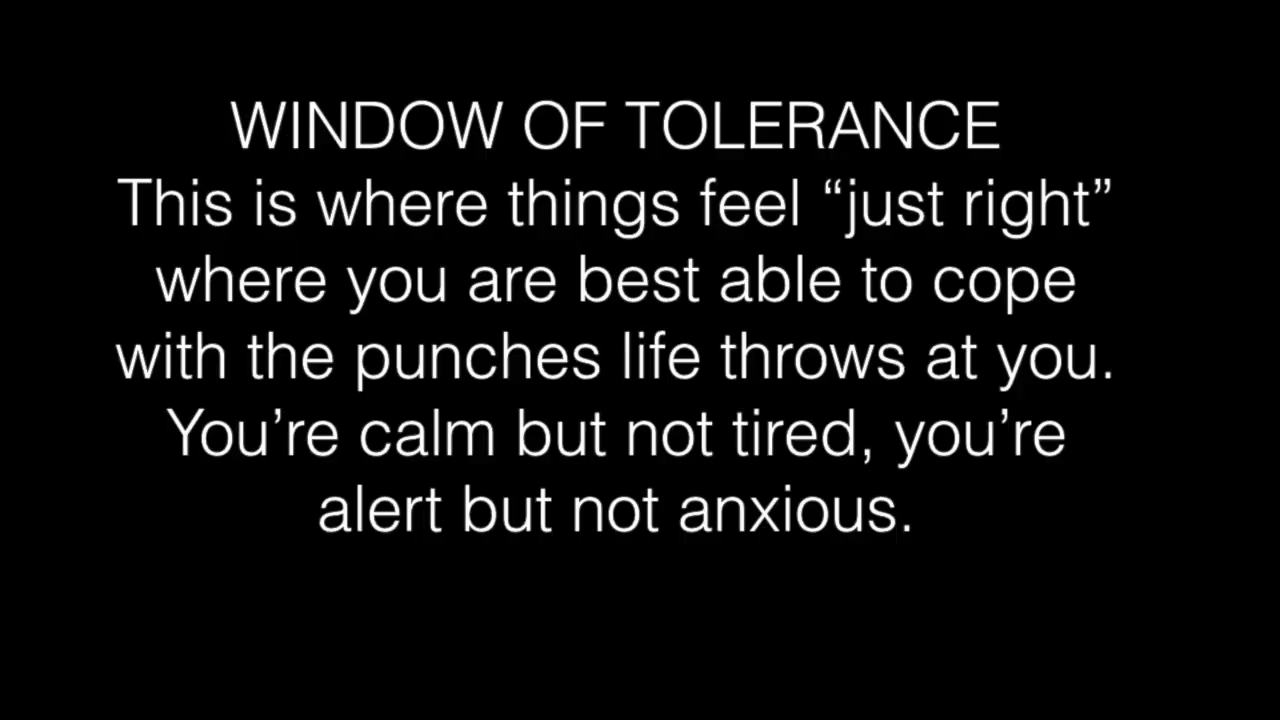 WINDOW OF TOLERANCE
This is where things feel “just right”
where you are best able to cope
with the punches life throws at you.
You’re calm but not tired, you’re
alert but not anxious.